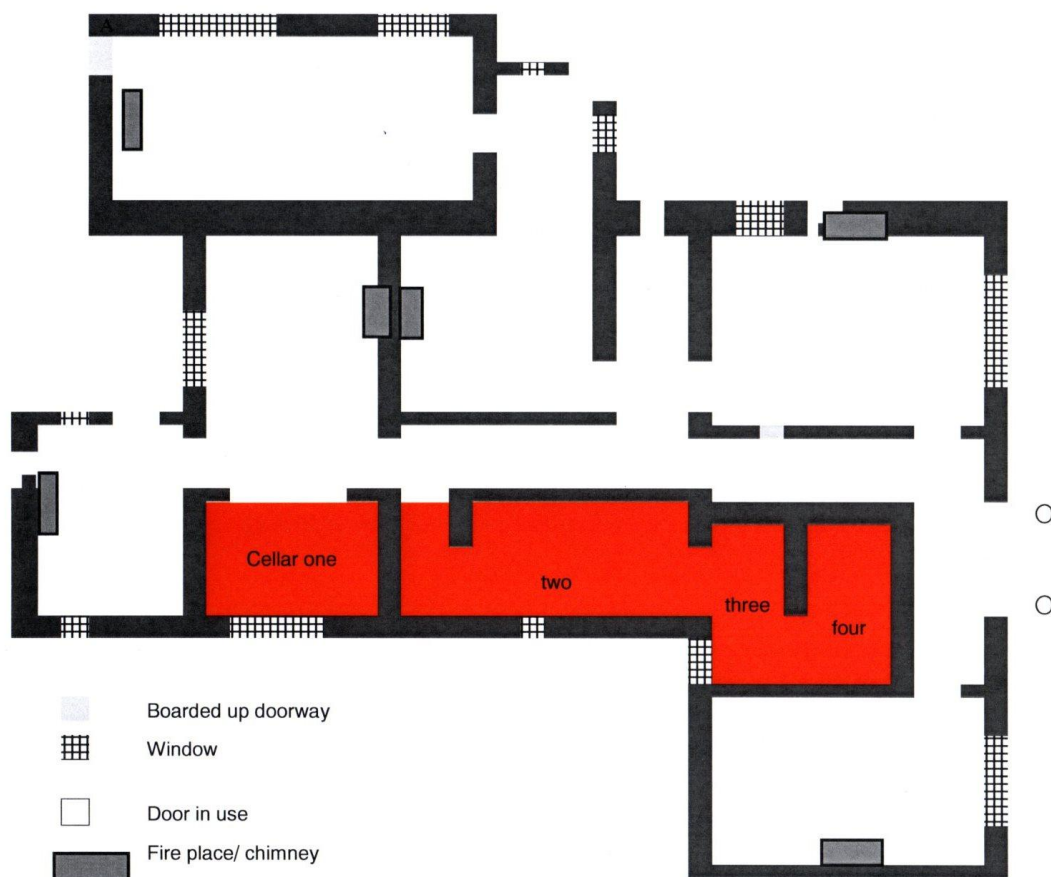 A
Cellar one
two
three
four
Boarded up doorway
Window
Door in use
Fire place/ chimney